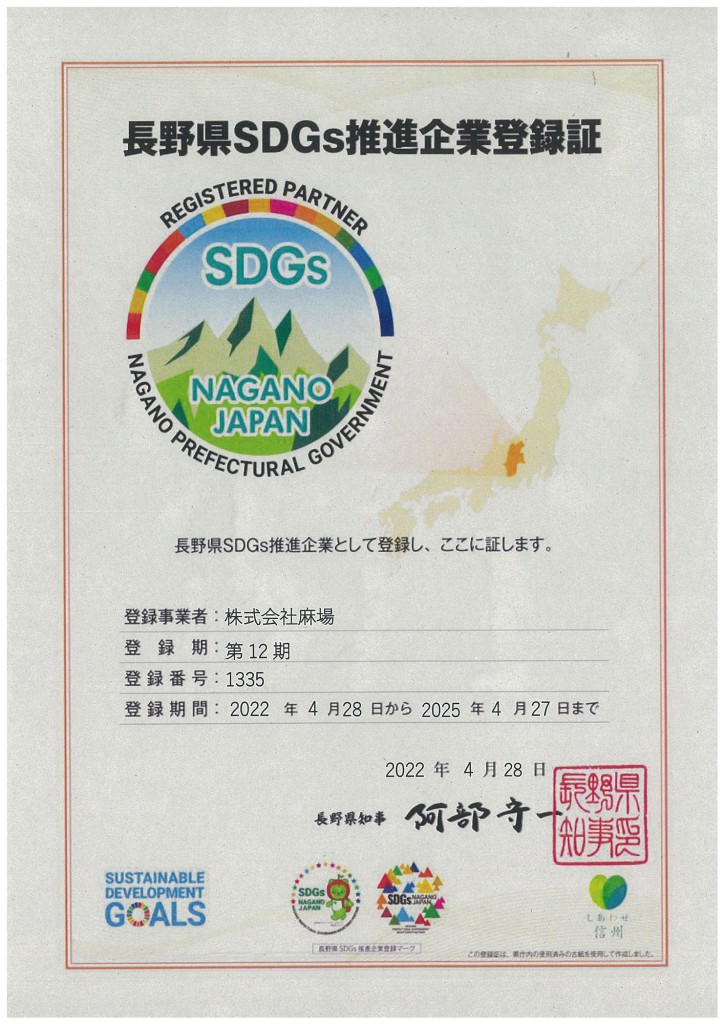 長野県SDGs推進企業登録証
REGISTERED PARTNER
SDGs
NAGANO
JAPAN
NAGANO PREFECTURAL GOVERNMENT
長野県SDGs推進企業として登録し、ここに証します。
登録事業者：株式会社麻場
登録期：第12期
登録番号：1335
登録期間：2022 年 4 月28 日から 2025 年 4 月 27日まで
2022 年 4 月 28 日
長野県知事 阿部守一
長野県知事印
SUSTAINABLE
DEVELOPMENT
GOALS
SDGs
NAGANO
JAPAN
SDGs NAGANO
JAPAN
長野県 SDGs 推進企業登録マーク
しあわせ
信州
この登録証は、県庁内の使用済みの古紙を使用して作成しました。